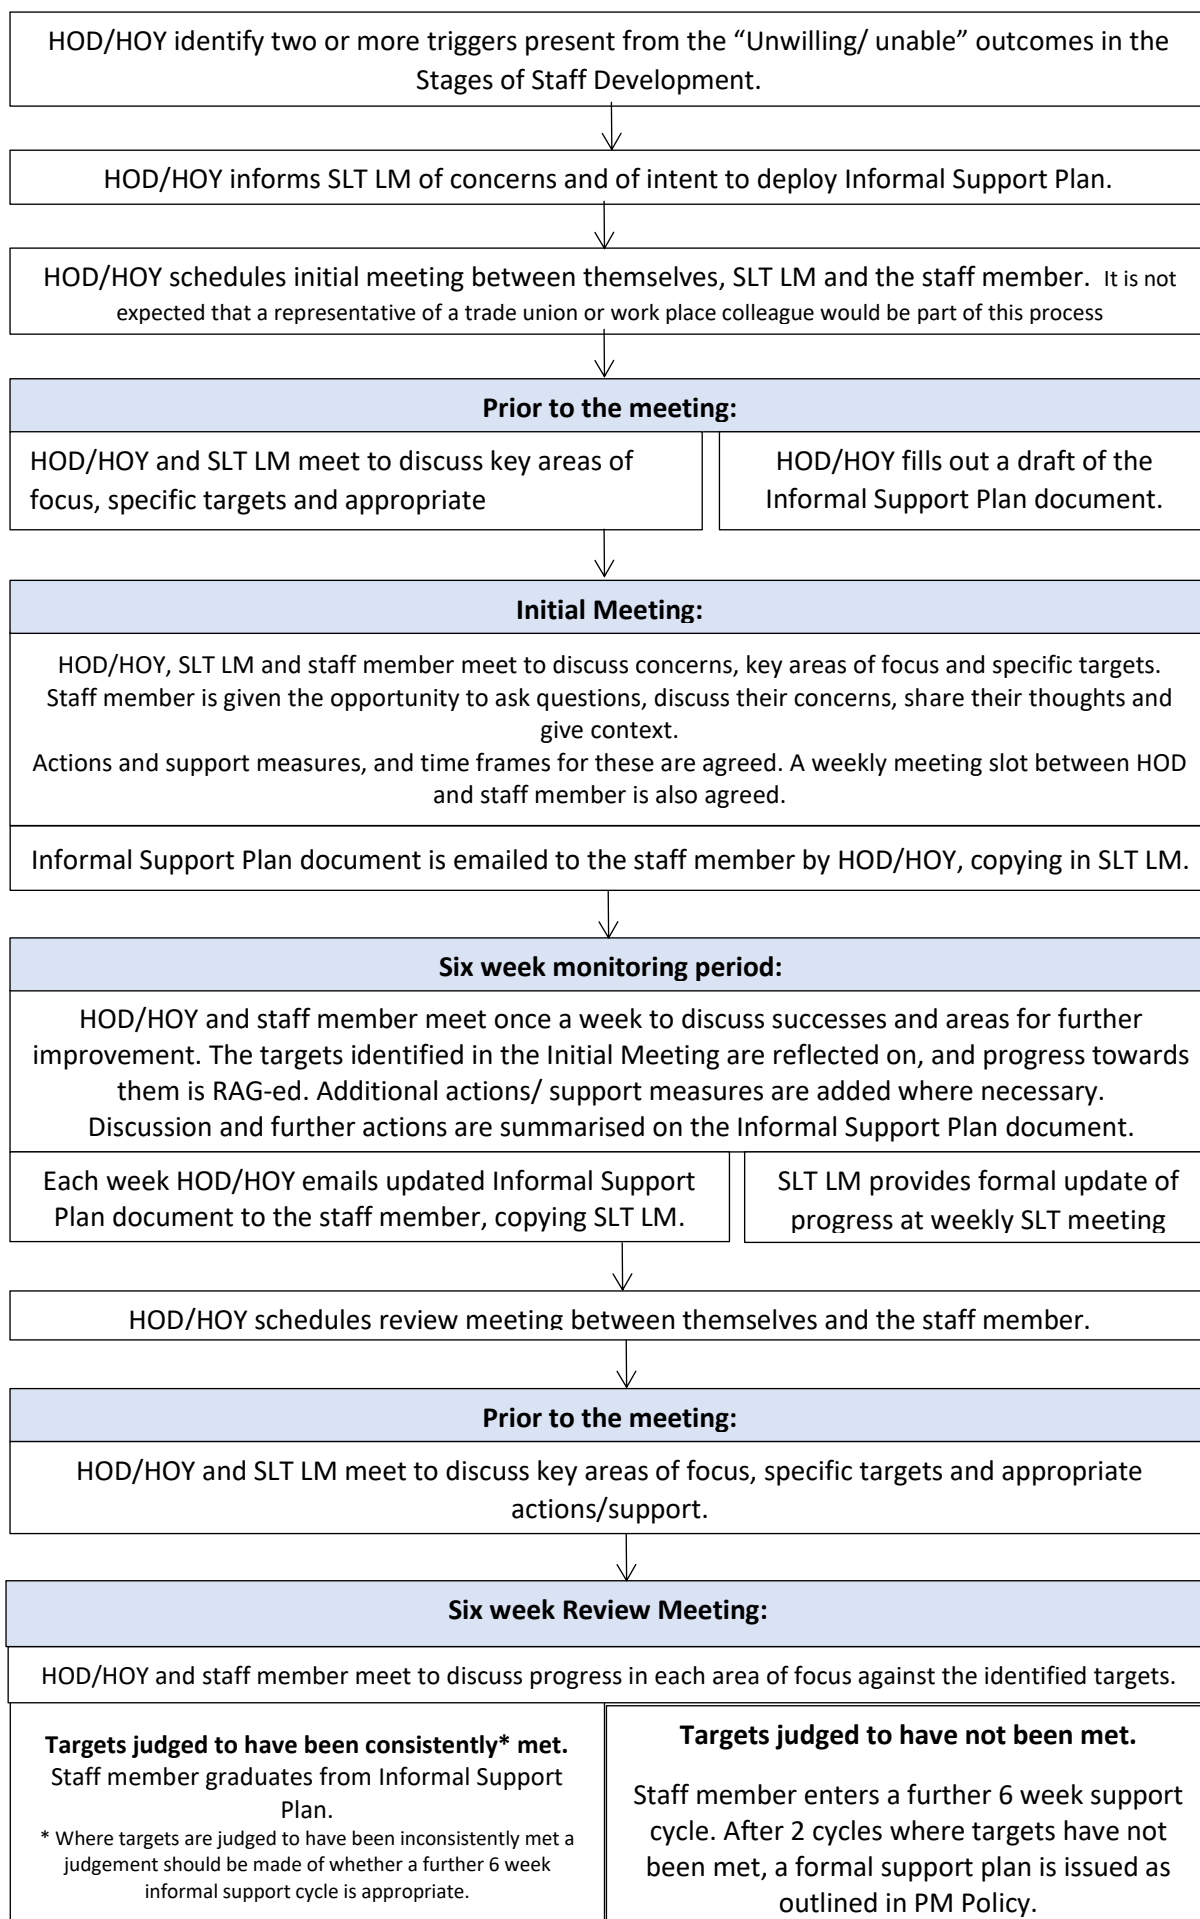 HOD/HOY identify two or more triggers present from the “Unwilling/ unable” outcomes in the
Stages of Staff Development.
HOD/HOY informs SLT LM of concerns and of intent to deploy Informal Support Plan.
HOD/HOY schedules initial meeting between themselves, SLT LM and the staff member. It is not
expected that a representative of a trade union or work place colleague would be part of this process
Prior to the meeting:
HOD/HOY and SLT LM meet to discuss key areas of
focus, specific targets and appropriate
HOD/HOY fills out a draft of the
Informal Support Plan document.
Initial Meeting:
HOD/HOY, SLT LM and staff member meet to discuss concerns, key areas of focus and specific targets.
Staff member is given the opportunity to ask questions, discuss their concerns, share their thoughts and
give context.
Actions and support measures, and time frames for these are agreed. A weekly meeting slot between HOD
and staff member is also agreed.
Informal Support Plan document is emailed to the staff member by HOD/HOY, copying in SLT LM.
Six week monitoring period:
HOD/HOY and staff member meet once a week to discuss successes and areas for further
improvement. The targets identified in the Initial Meeting are reflected on, and progress towards
them is RAG-ed. Additional actions/ support measures are added where necessary.
Discussion and further actions are summarised on the Informal Support Plan document.
Each week HOD/HOY emails updated Informal Support
Plan document to the staff member, copying SLT LM.
SLT LM provides formal update of
progress at weekly SLT meeting
HOD/HOY schedules review meeting between themselves and the staff member.
Prior to the meeting:
HOD/HOY and SLT LM meet to discuss key areas of focus, specific targets and appropriate
actions/support.
Six week Review Meeting:
HOD/HOY and staff member meet to discuss progress in each area of focus against the identified targets.
Targets judged to have been consistently* met.
Staff member graduates from Informal Support
Plan.
* Where targets are judged to have been inconsistently met a
judgement should be made of whether a further 6 week
informal support cycle is appropriate.
Targets judged to have not been met.
Staff member enters a further 6 week support
cycle. After 2 cycles where targets have not
been met, a formal support plan is issued as
outlined in PM Policy.